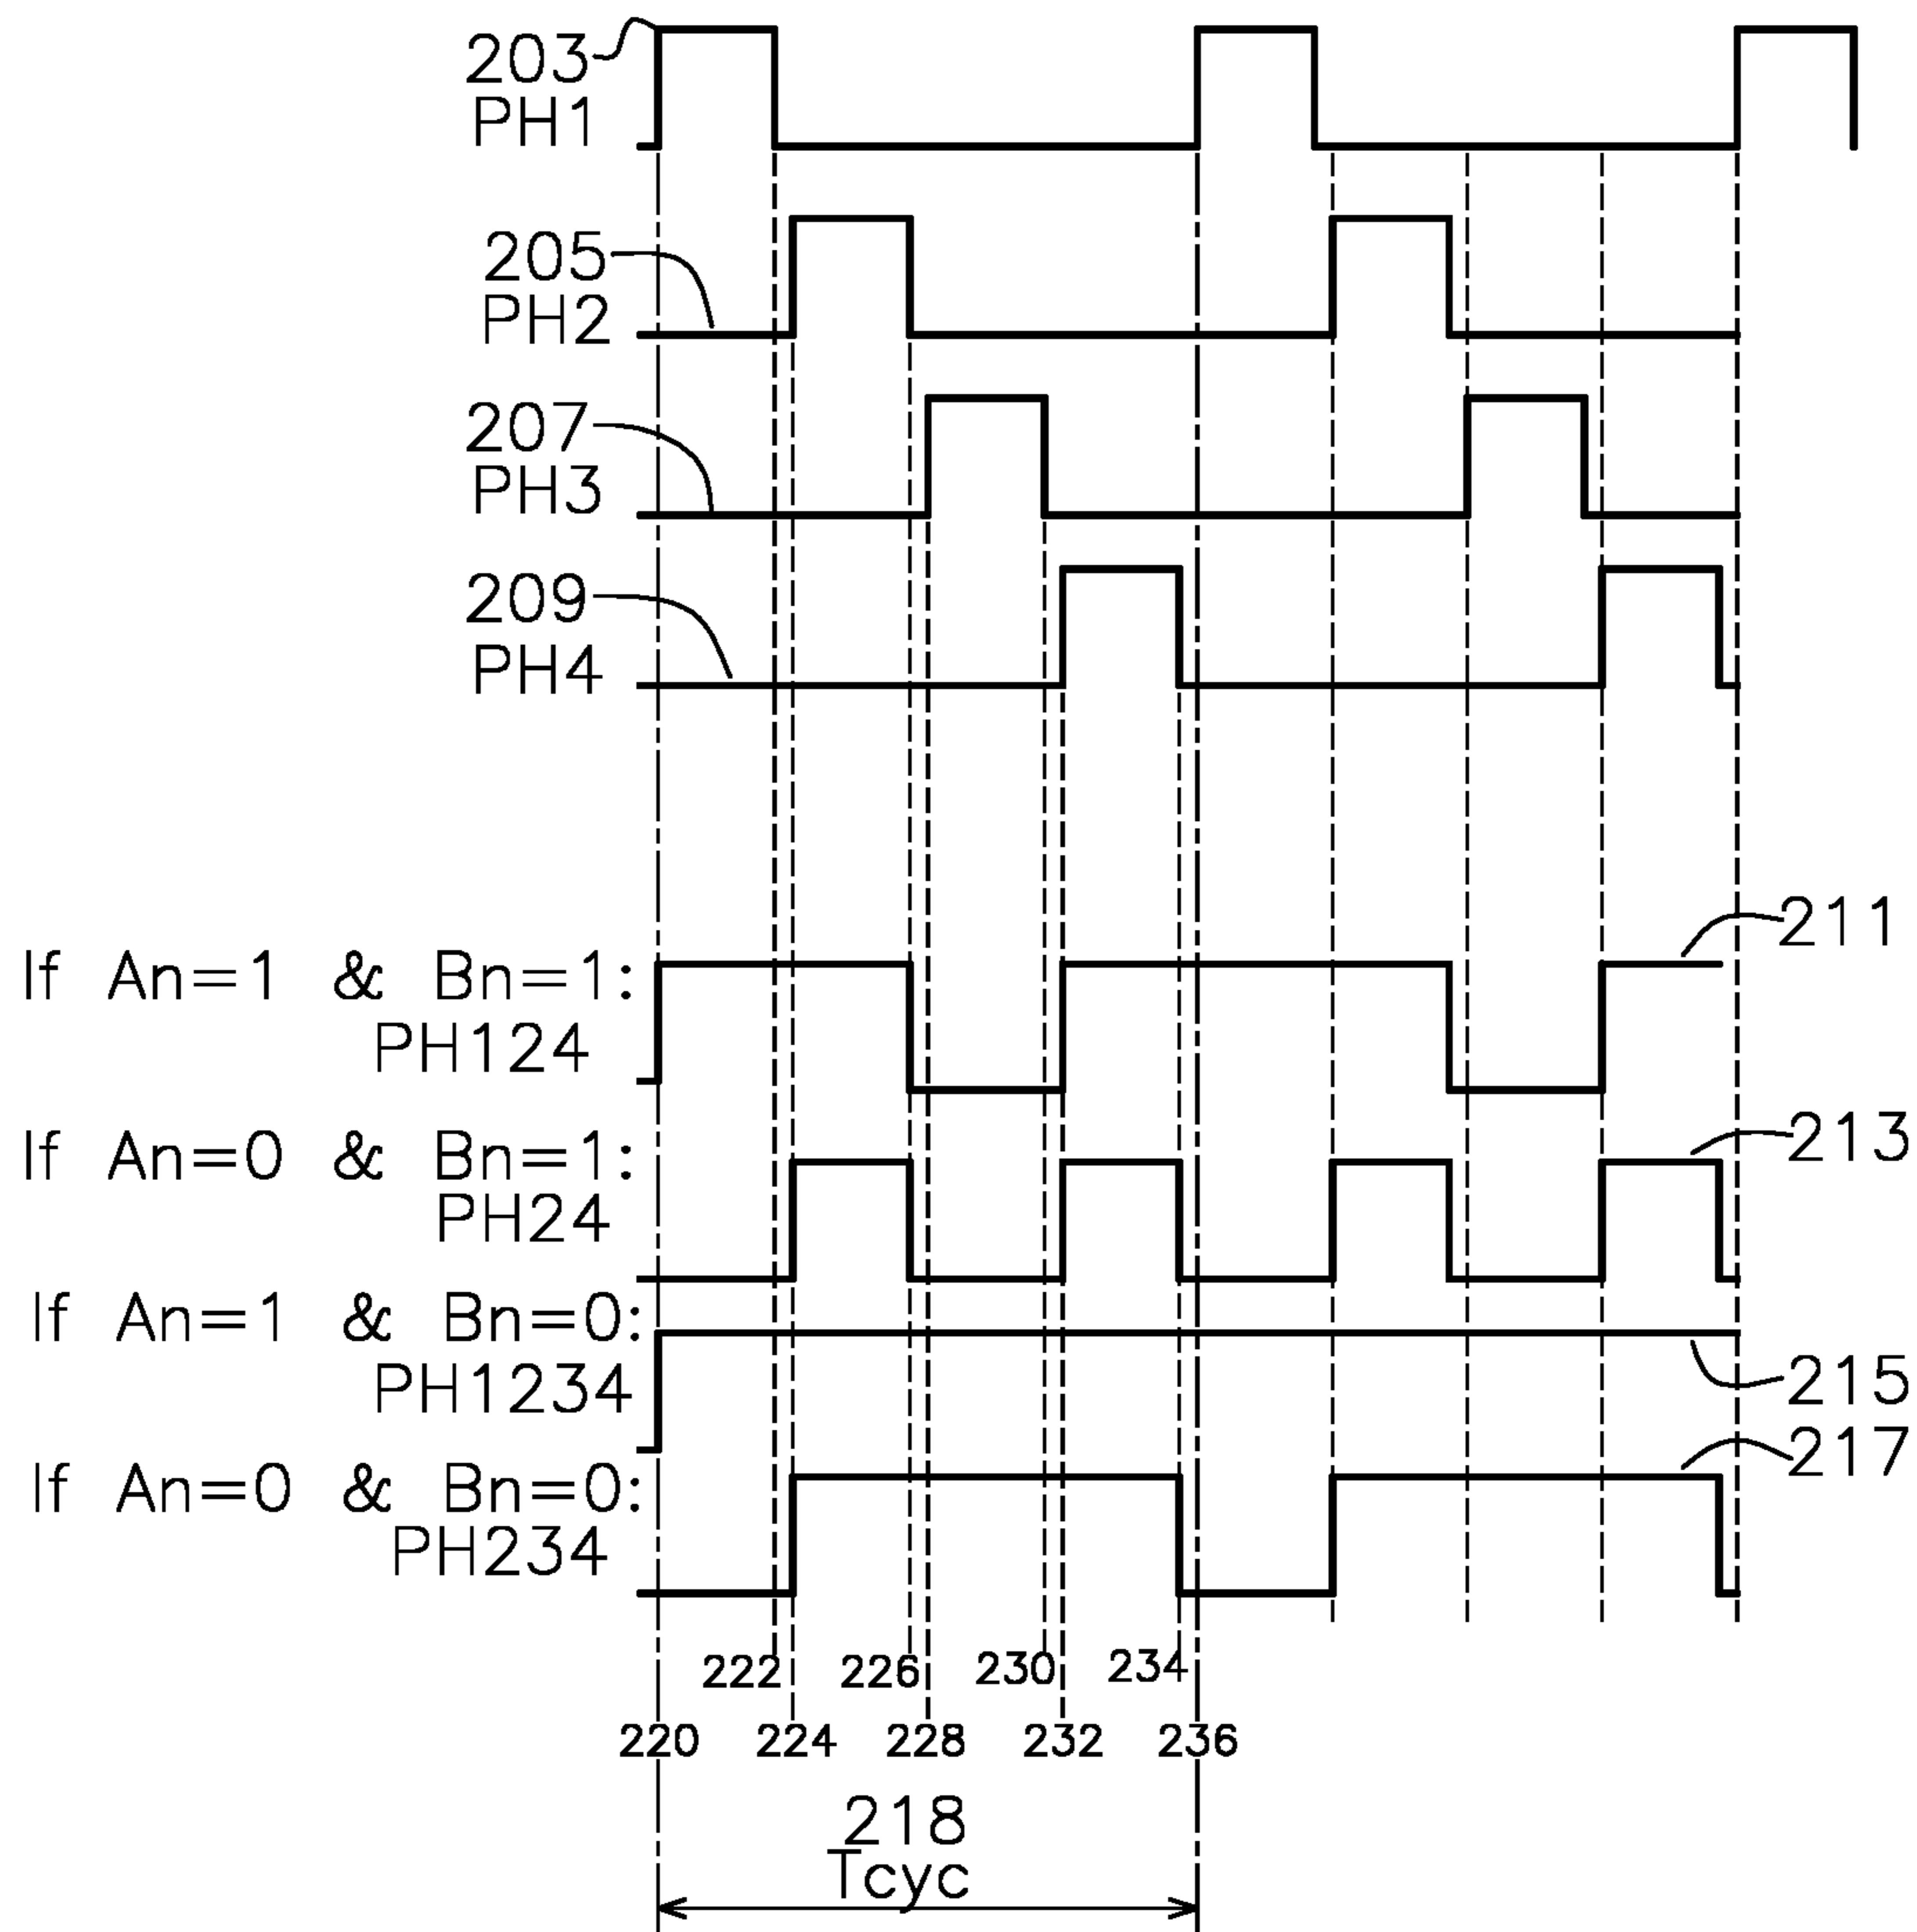 203
PH1
205
PH2
207
PH3
209
PH4
211
If An=1 & Bn=1:
PH124
213
If An=0 & Bn=1:
PH24
If An=1 & Bn=0:
PH1234
215
217
If An=0 & Bn=0:
PH234
222 226 230 234
220 224 228 232 236
218
Tcyc